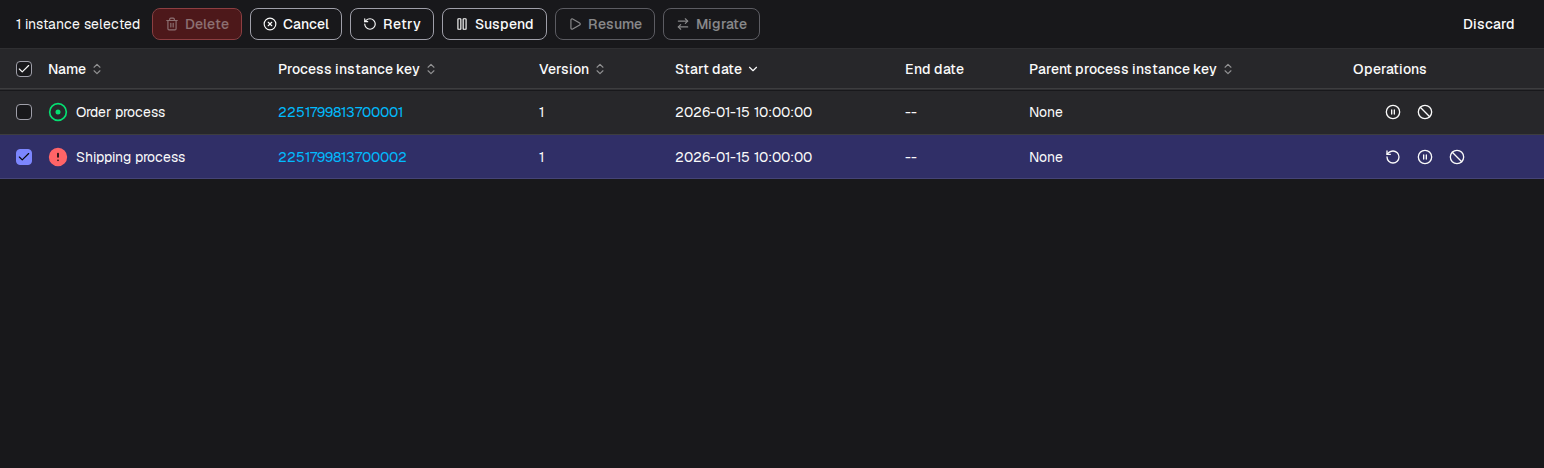 1 instance selected Delete Cancel Retry Suspend Resume Migrate Discard
Name Process instance key Version Start date End date Parent process instance key Operations
Order process 2251799813700001 1 2026-01-15 10:00:00 -- None
Shipping process 2251799813700002 1 2026-01-15 10:00:00 -- None